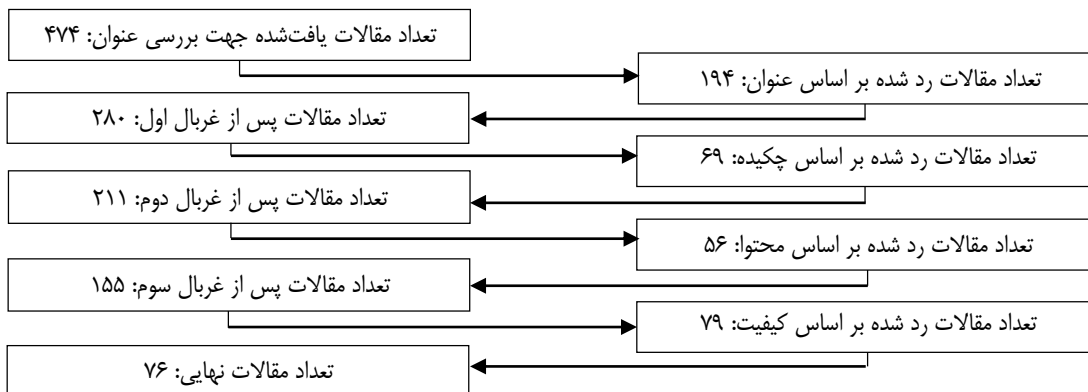 تعداد مقالات یافت‌شده جهت بررسی عنوان: ۴۷۴
تعداد مقالات رد شده بر اساس عنوان: ۱۹۴
تعداد مقالات پس از غربال اول: ۲۸۰
تعداد مقالات رد شده بر اساس چکیده: ۶۹
تعداد مقالات پس از غربال دوم: ۲۱۱
تعداد مقالات رد شده بر اساس محتوا: ۵۶
تعداد مقالات پس از غربال سوم: ۱۵۵
تعداد مقالات رد شده بر اساس کیفیت: ۷۹
تعداد مقالات نهایی: ۷۶